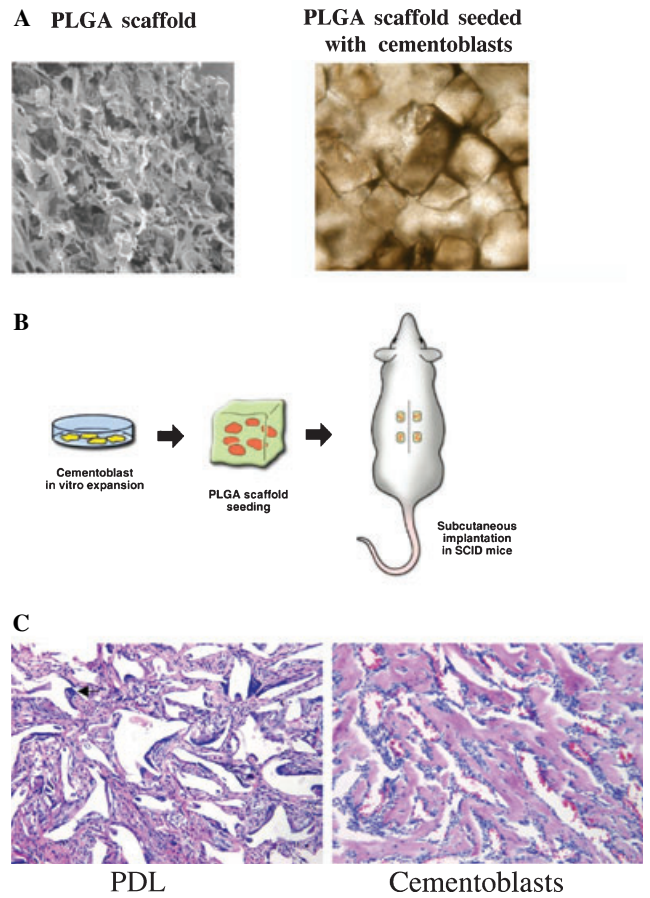 A PLGA scaffold
PLGA scaffold seeded
with cementoblasts
B
Cementoblast
in vitro expansion
PLGA scaffold
seeding
Subcutaneous
implantation
in SCID mice
C
PDL
Cementoblasts